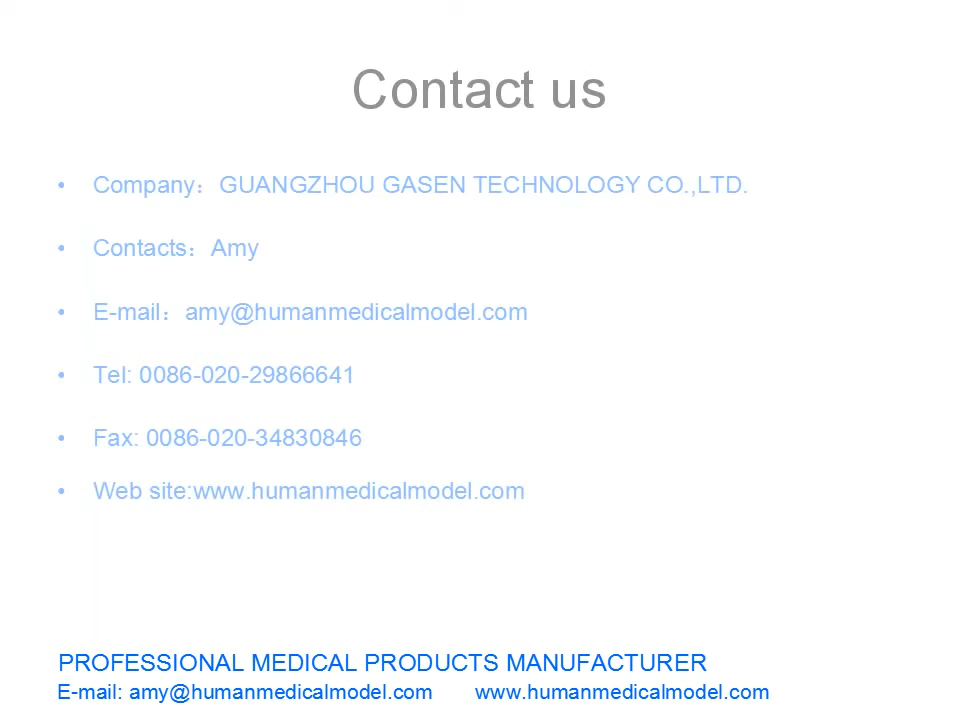 Contact us
• Company：GUANGZHOU GASEN TECHNOLOGY CO.,LTD.
• Contacts：Amy
• E-mail：amy@humanmedicalmodel.com
• Tel: 0086-020-29866641
• Fax: 0086-020-34830846
• Web site:www.humanmedicalmodel.com
PROFESSIONAL MEDICAL PRODUCTS MANUFACTURER
E-mail: amy@humanmedicalmodel.com www.humanmedicalmodel.com